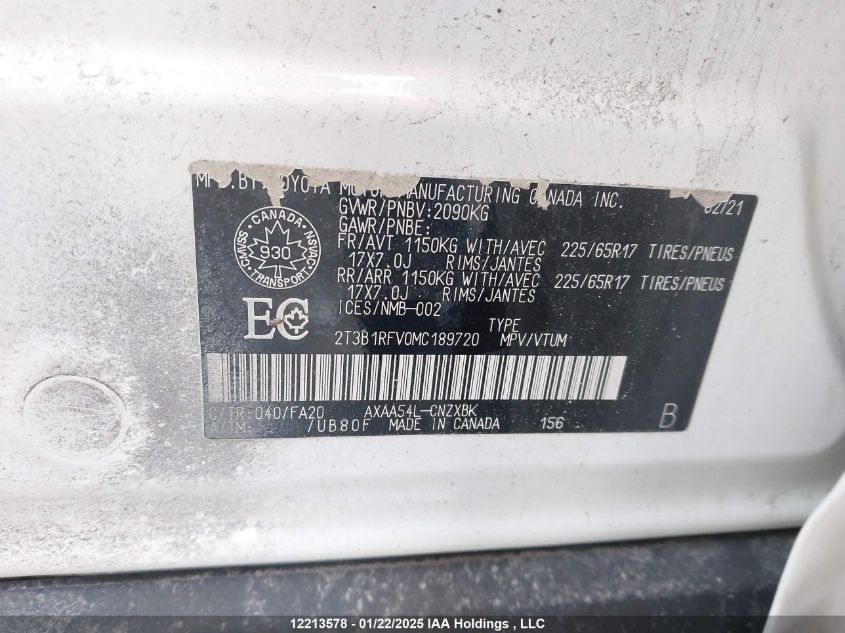 MFD.BY: TOYOTA MOTOR MANUFACTURING CANADA INC. 02/21
GVWR/PNBV:2090KG
GAWR/PNBE:
FR/AVT 1150KG WITH/AVEC 225/65R17 TIRES/PNEUS
17X7.0J RIMS/JANTES
RR/ARR 1150KG WITH/AVEC 225/65R17 TIRES/PNEUS
17X7.0J RIMS/JANTES
ICES/NMB-002
CANADA
CMVSS 930 NSVAC
TRANSPORT
EC
TYPE
2T3B1RFV0MC189720 MPV/VTUM
C/TR:040/FA20 AXAA54L-CNZXBK
A/TM: /UB80F MADE IN CANADA 156 B
12213578 - 01/22/2025 IAA Holdings , LLC